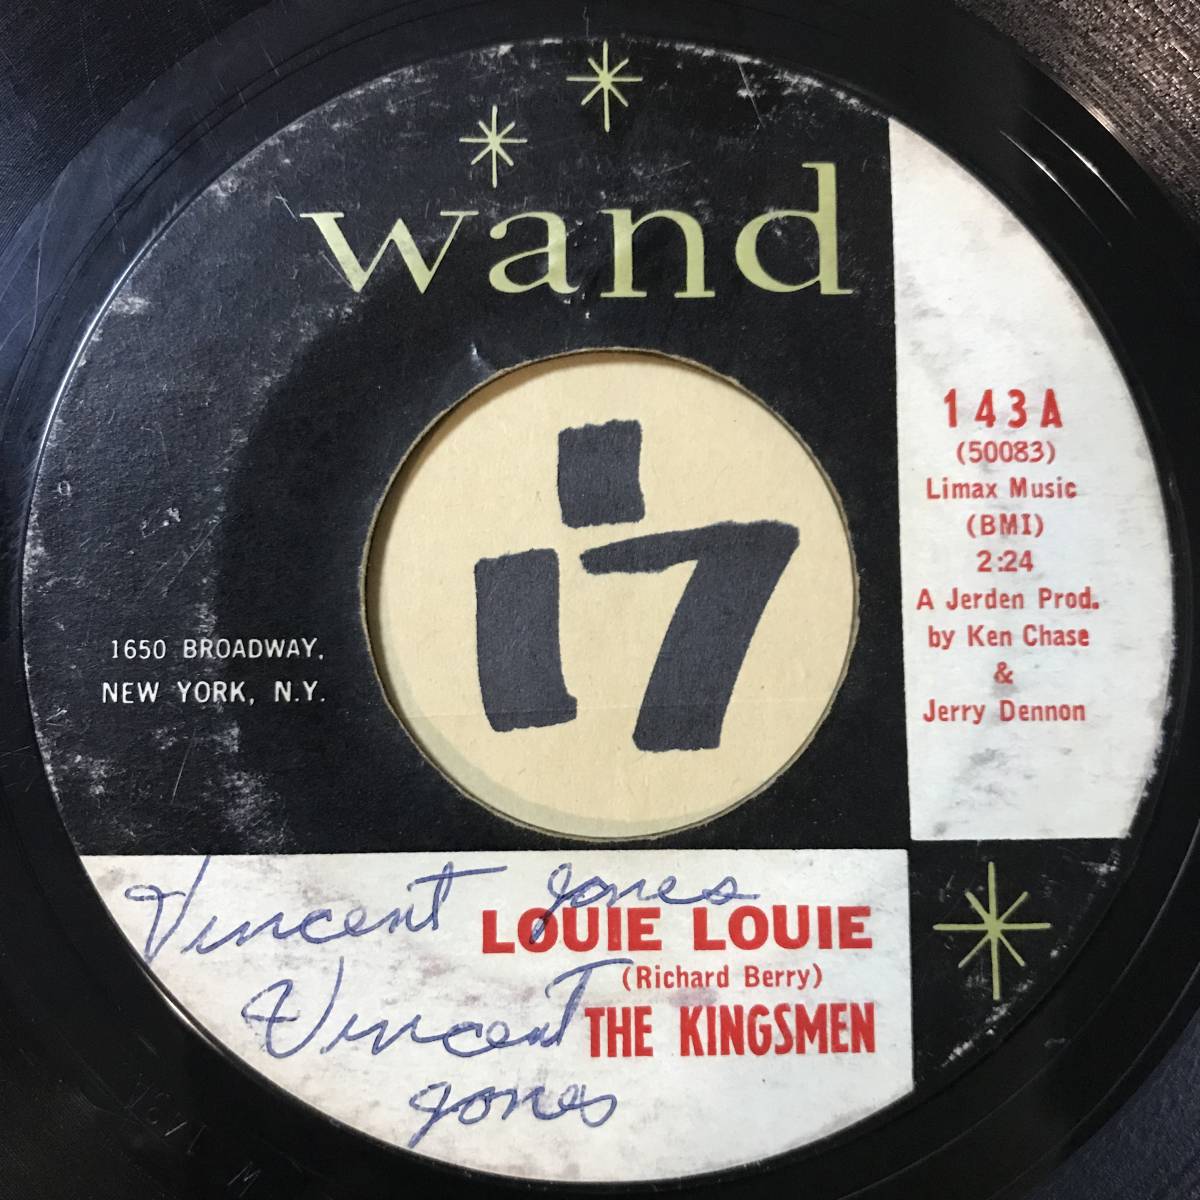 wand
143A
(50083)
Limax Music
(BMI)
2:24
A Jerden Prod.
by Ken Chase
&
Jerry Dennon
1650 BROADWAY,
NEW YORK, N.Y.
i
i7
Vincent Jones
LOUIE LOUIE
(Richard Berry)
Vincent
THE KINGSMEN
Jones